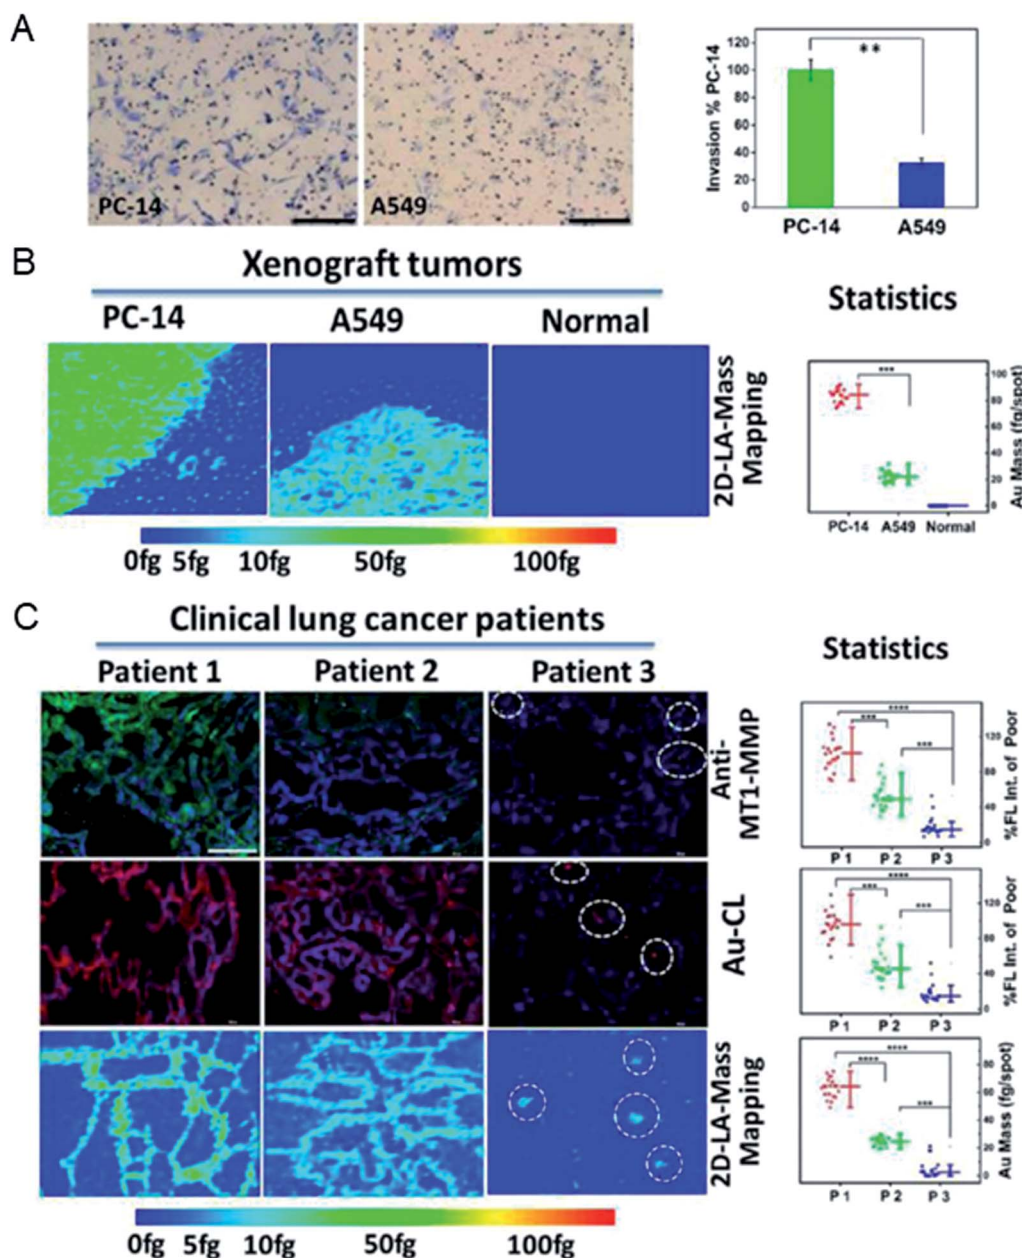 A
PC-14
A549
Invasion % PC-14
120
100
80
60
40
20
0
**
PC-14
A549
B
Xenograft tumors
PC-14
A549
Normal
2D-LA-Mass
Mapping
0fg
5fg
10fg
50fg
100fg
Statistics
***
100
80
60
40
20
0
Au Mass (fg/spot)
PC-14
A549
Normal
C
Clinical lung cancer patients
Patient 1
Patient 2
Patient 3
Statistics
Anti-
MT1-MMP
****
***
***
120
80
40
0
%FL Int. of Poor
P 1
P 2
P 3
Au-CL
****
***
***
120
80
40
0
%FL Int. of Poor
P 1
P 2
P 3
2D-LA-Mass
Mapping
****
****
***
80
60
40
20
0
Au Mass (fg/spot)
P 1
P 2
P 3
0fg
5fg
10fg
50fg
100fg